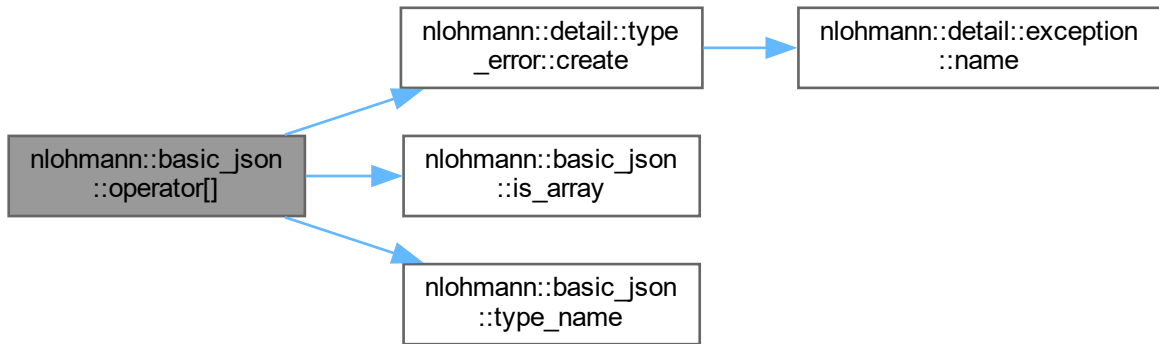 nlohmann::basic_json
::operator[]
nlohmann::detail::type
_error::create
nlohmann::detail::exception
::name
nlohmann::basic_json
::is_array
nlohmann::basic_json
::type_name